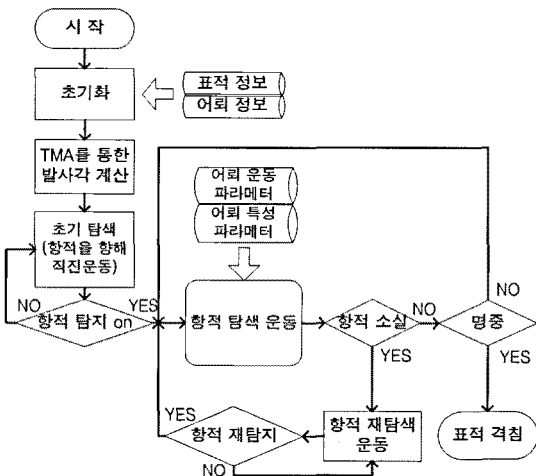 시 작
초기화
표적 정보
어뢰 정보
TMA를 통한
발사각 계산
어뢰 운동
파라메터
어뢰 특성
파라메터
초기 탐색
(항적을 향해
직진운동)
NO
항적 탐지 on
YES
항적 탐색 운동
항적 소실
NO
YES
명중
NO
YES
표적 격침
항적 재탐색
운동
항적 재탐지
YES
NO